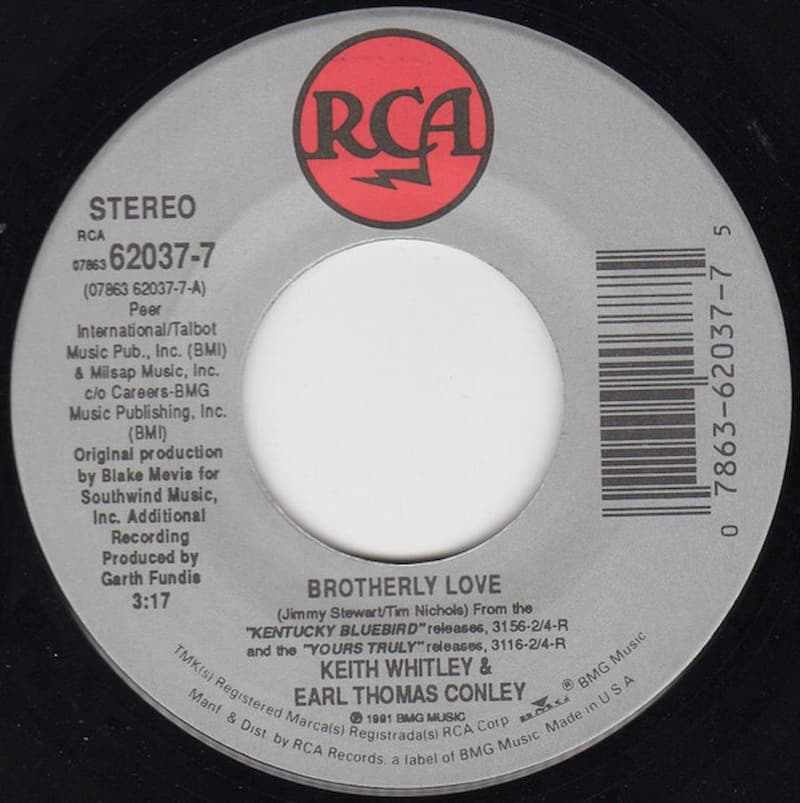 RCA
STEREO
RCA
07863 62037-7
(07863 62037-7-A)
Peer
International/Talbot
Music Pub., Inc. (BMI)
& Milsap Music, Inc.
c/o Careers-BMG
Music Publishing, Inc.
(BMI)
Original production
by Blake Mevis for
Southwind Music,
Inc. Additional
Recording
Produced by
Garth Fundis
3:17
0 7863-62037-7 5
BROTHERLY LOVE
(Jimmy Stewart/Tim Nichols) From the
"KENTUCKY BLUEBIRD" releases, 3156-2/4-R
and the "YOURS TRULY" releases, 3116-2/4-R
KEITH WHITLEY &
EARL THOMAS CONLEY
℗ 1991 BMG MUSIC
TMK(s) Registered Marca(s) Registrada(s) RCA Corp ® BMG Music
Manf. & Dist. by RCA Records, a label of BMG Music Made in U.S.A